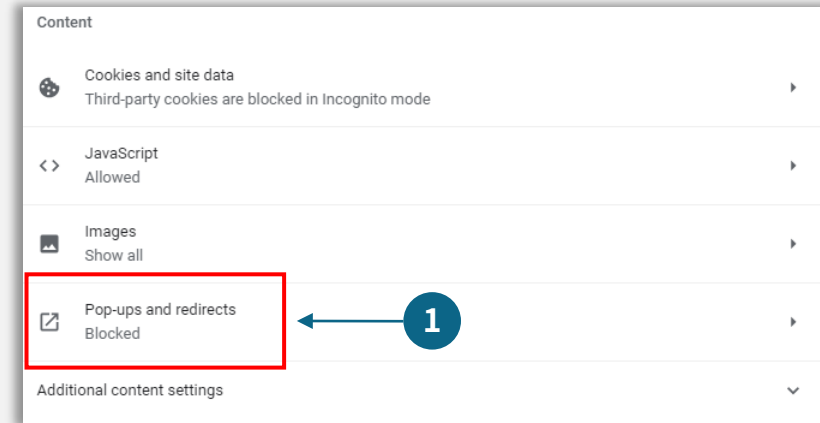 Content
Cookies and site data
Third-party cookies are blocked in Incognito mode
JavaScript
Allowed
Images
Show all
Pop-ups and redirects
Blocked
1
Additional content settings